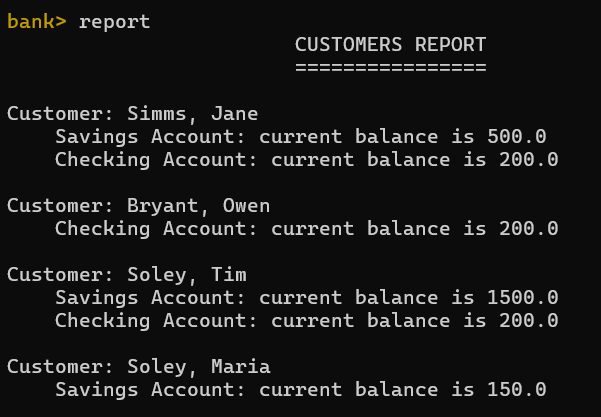 bank> report
CUSTOMERS REPORT
================
Customer: Simms, Jane
Savings Account: current balance is 500.0
Checking Account: current balance is 200.0
Customer: Bryant, Owen
Checking Account: current balance is 200.0
Customer: Soley, Tim
Savings Account: current balance is 1500.0
Checking Account: current balance is 200.0
Customer: Soley, Maria
Savings Account: current balance is 150.0